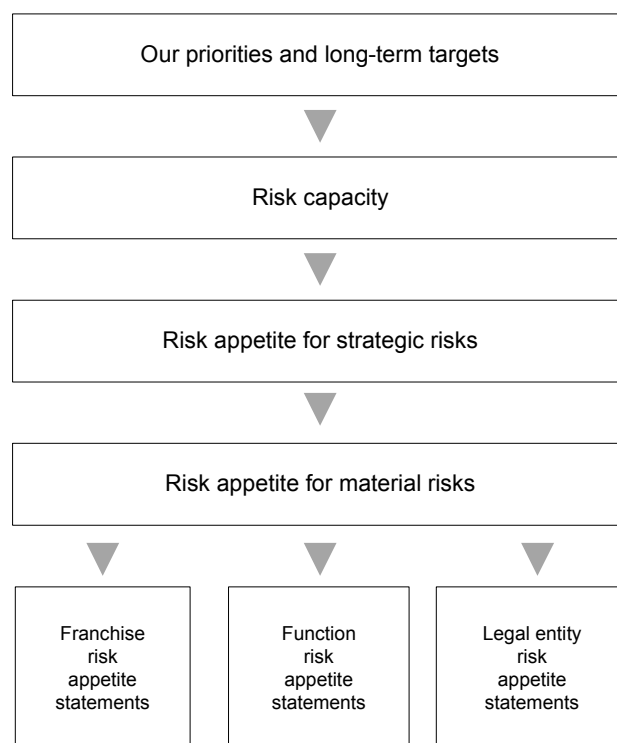 Our priorities and long-term targets
Risk capacity
Risk appetite for strategic risks
Risk appetite for material risks
Franchise
risk
appetite
statements
Function
risk
appetite
statements
Legal entity
risk
appetite
statements